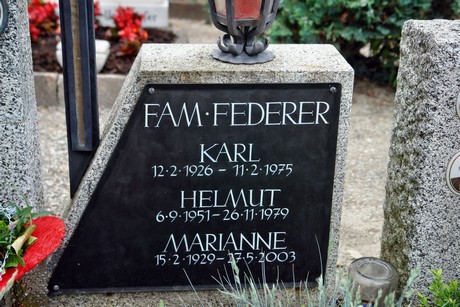 FAM·FEDERER
KARL
12·2·1926 - 11·2·1975
HELMUT
6·9·1951-26·11·1979
MARIANNE
15·2·1929-27·5·2003